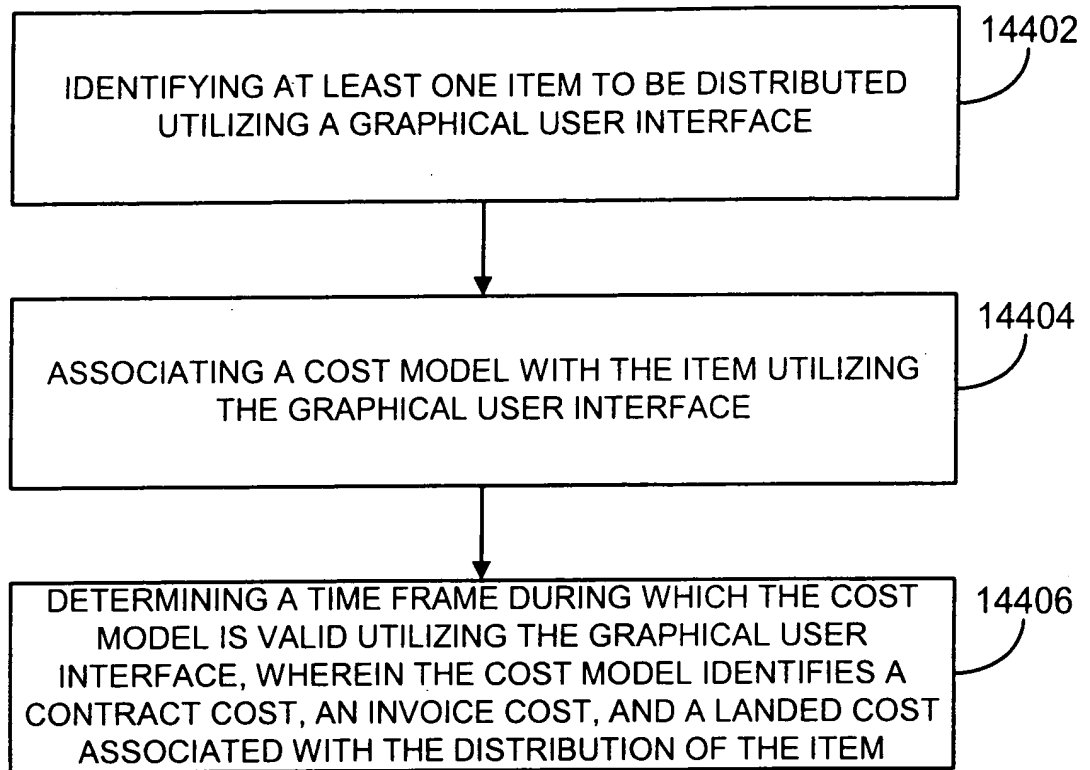 14402
IDENTIFYING AT LEAST ONE ITEM TO BE DISTRIBUTED
UTILIZING A GRAPHICAL USER INTERFACE
14404
ASSOCIATING A COST MODEL WITH THE ITEM UTILIZING
THE GRAPHICAL USER INTERFACE
14406
DETERMINING A TIME FRAME DURING WHICH THE COST
MODEL IS VALID UTILIZING THE GRAPHICAL USER
INTERFACE, WHEREIN THE COST MODEL IDENTIFIES A
CONTRACT COST, AN INVOICE COST, AND A LANDED COST
ASSOCIATED WITH THE DISTRIBUTION OF THE ITEM